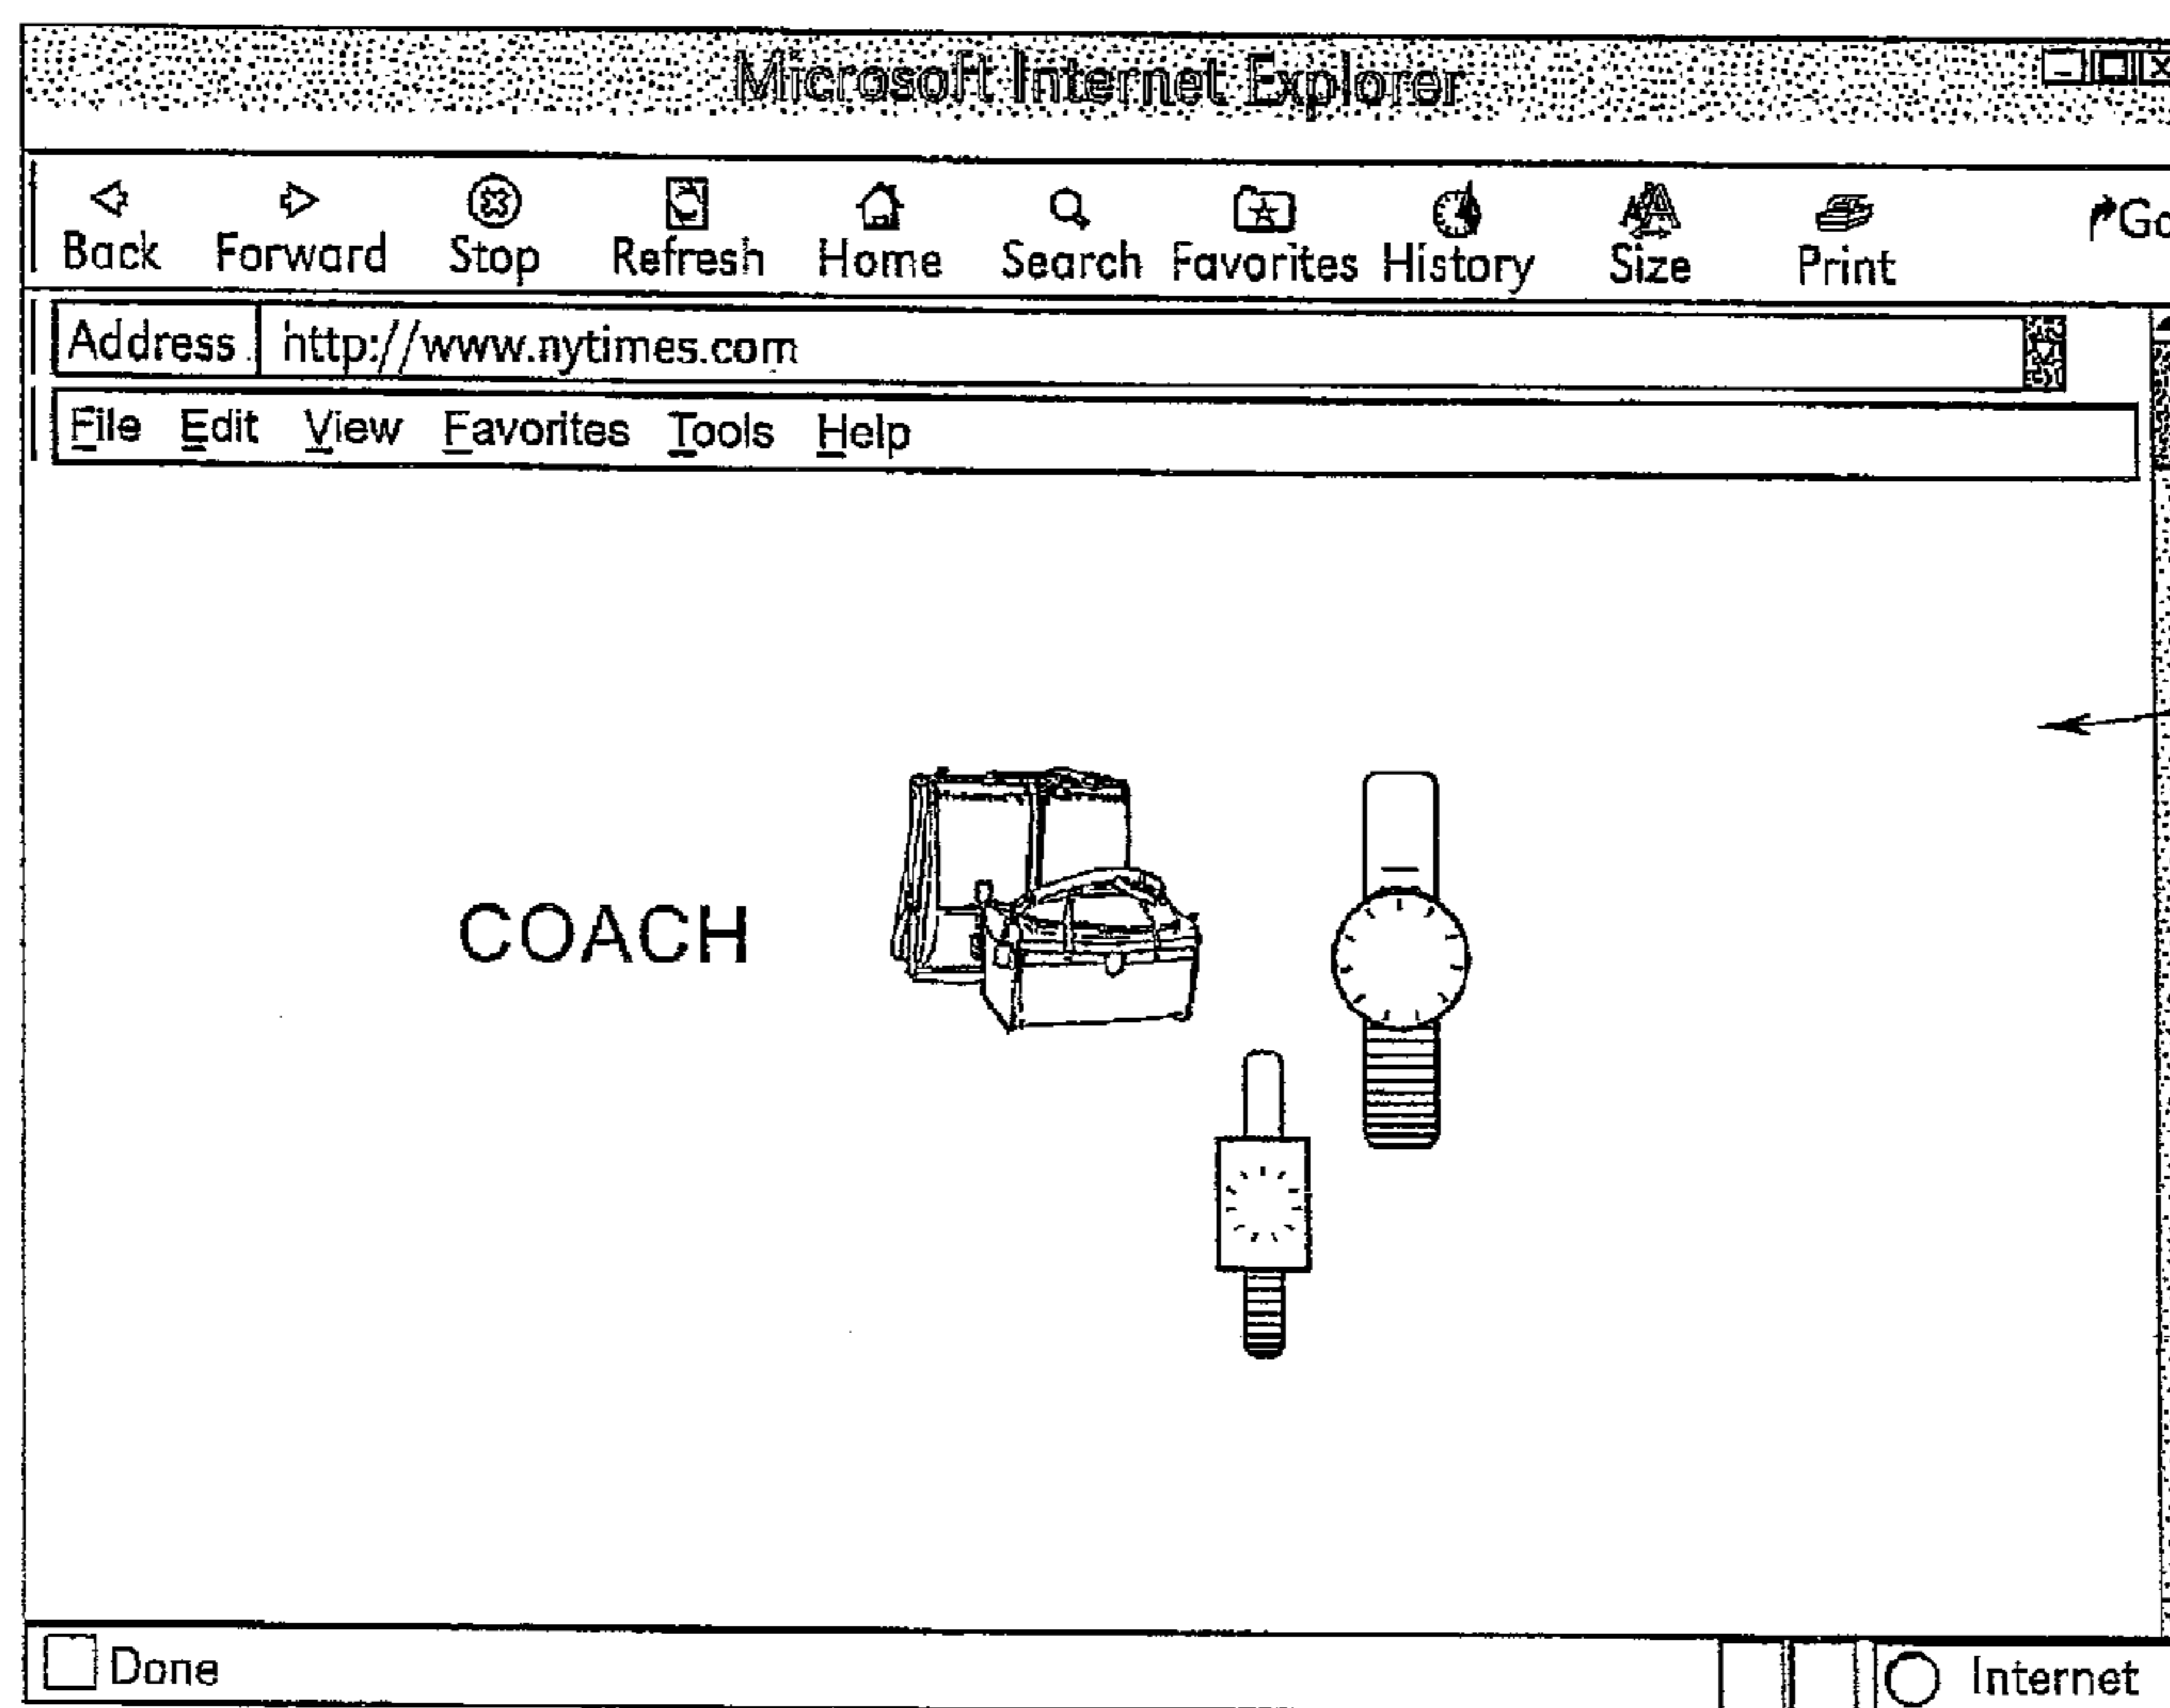 Microsoft Internet Explorer
Back Forward Stop Refresh Home Search Favorites History Size Print
Address http://www.nytimes.com
File Edit View Favorites Tools Help
COACH
Done Internet